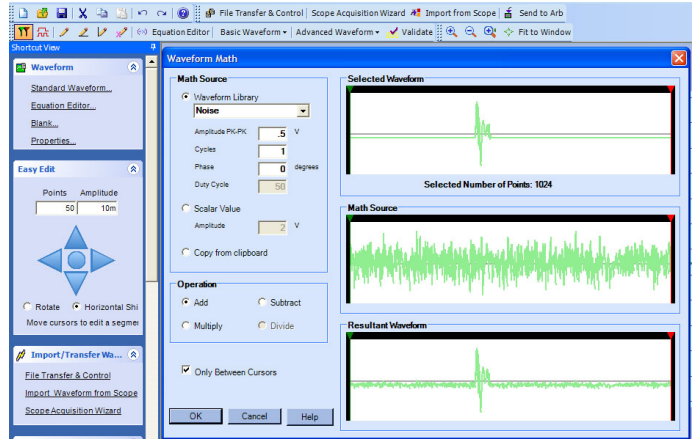 File Transfer & Control Scope Acquisition Wizard Import from Scope Send to Arb
Equation Editor Basic Waveform Advanced Waveform Validate Fit to Window
Shortcut View
Waveform
Standard Waveform...
Equation Editor...
Blank...
Properties...
Easy Edit
Points Amplitude
50 10m
Rotate Horizontal Shi
Move cursors to edit a segmen
Import/Transfer Wa...
File Transfer & Control
Import Waveform from Scope
Scope Acquisition Wizard
Waveform Math
Math Source
Waveform Library
Noise
Amplitude PK-PK .5 V
Cycles 1
Phase 0 degrees
Duty Cycle 50
Scalar Value
Amplitude 2 V
Copy from clipboard
Operation
Add Subtract
Multiply Divide
Only Between Cursors
OK Cancel Help
Selected Waveform
Selected Number of Points: 1024
Math Source
Resultant Waveform